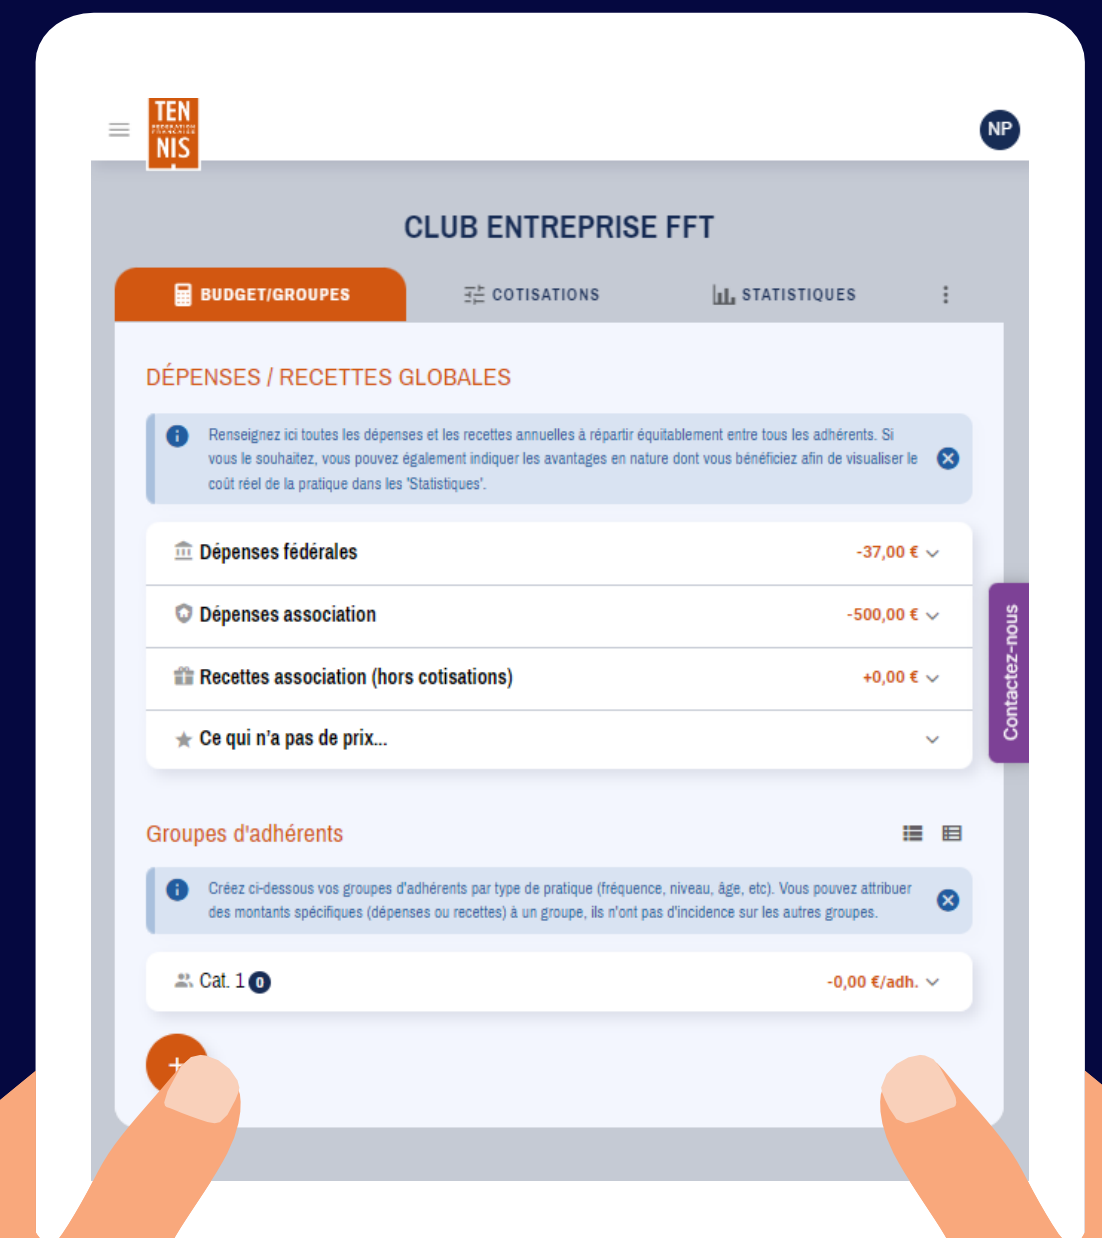 TEN
FEDERATION
FRANCAISE
NIS
NP
CLUB ENTREPRISE FFT
BUDGET/GROUPES
COTISATIONS
STATISTIQUES
DÉPENSES / RECETTES GLOBALES
Renseignez ici toutes les dépenses et les recettes annuelles à répartir équitablement entre tous les adhérents. Si
vous le souhaitez, vous pouvez également indiquer les avantages en nature dont vous bénéficiez afin de visualiser le
coût réel de la pratique dans les 'Statistiques'.
Dépenses fédérales -37,00 €
Dépenses association -500,00 €
Recettes association (hors cotisations) +0,00 €
Ce qui n'a pas de prix...
Contactez-nous
Groupes d'adhérents
Créez ci-dessous vos groupes d'adhérents par type de pratique (fréquence, niveau, âge, etc). Vous pouvez attribuer
des montants spécifiques (dépenses ou recettes) à un groupe, ils n'ont pas d'incidence sur les autres groupes.
Cat. 1 0 -0,00 €/adh.
+